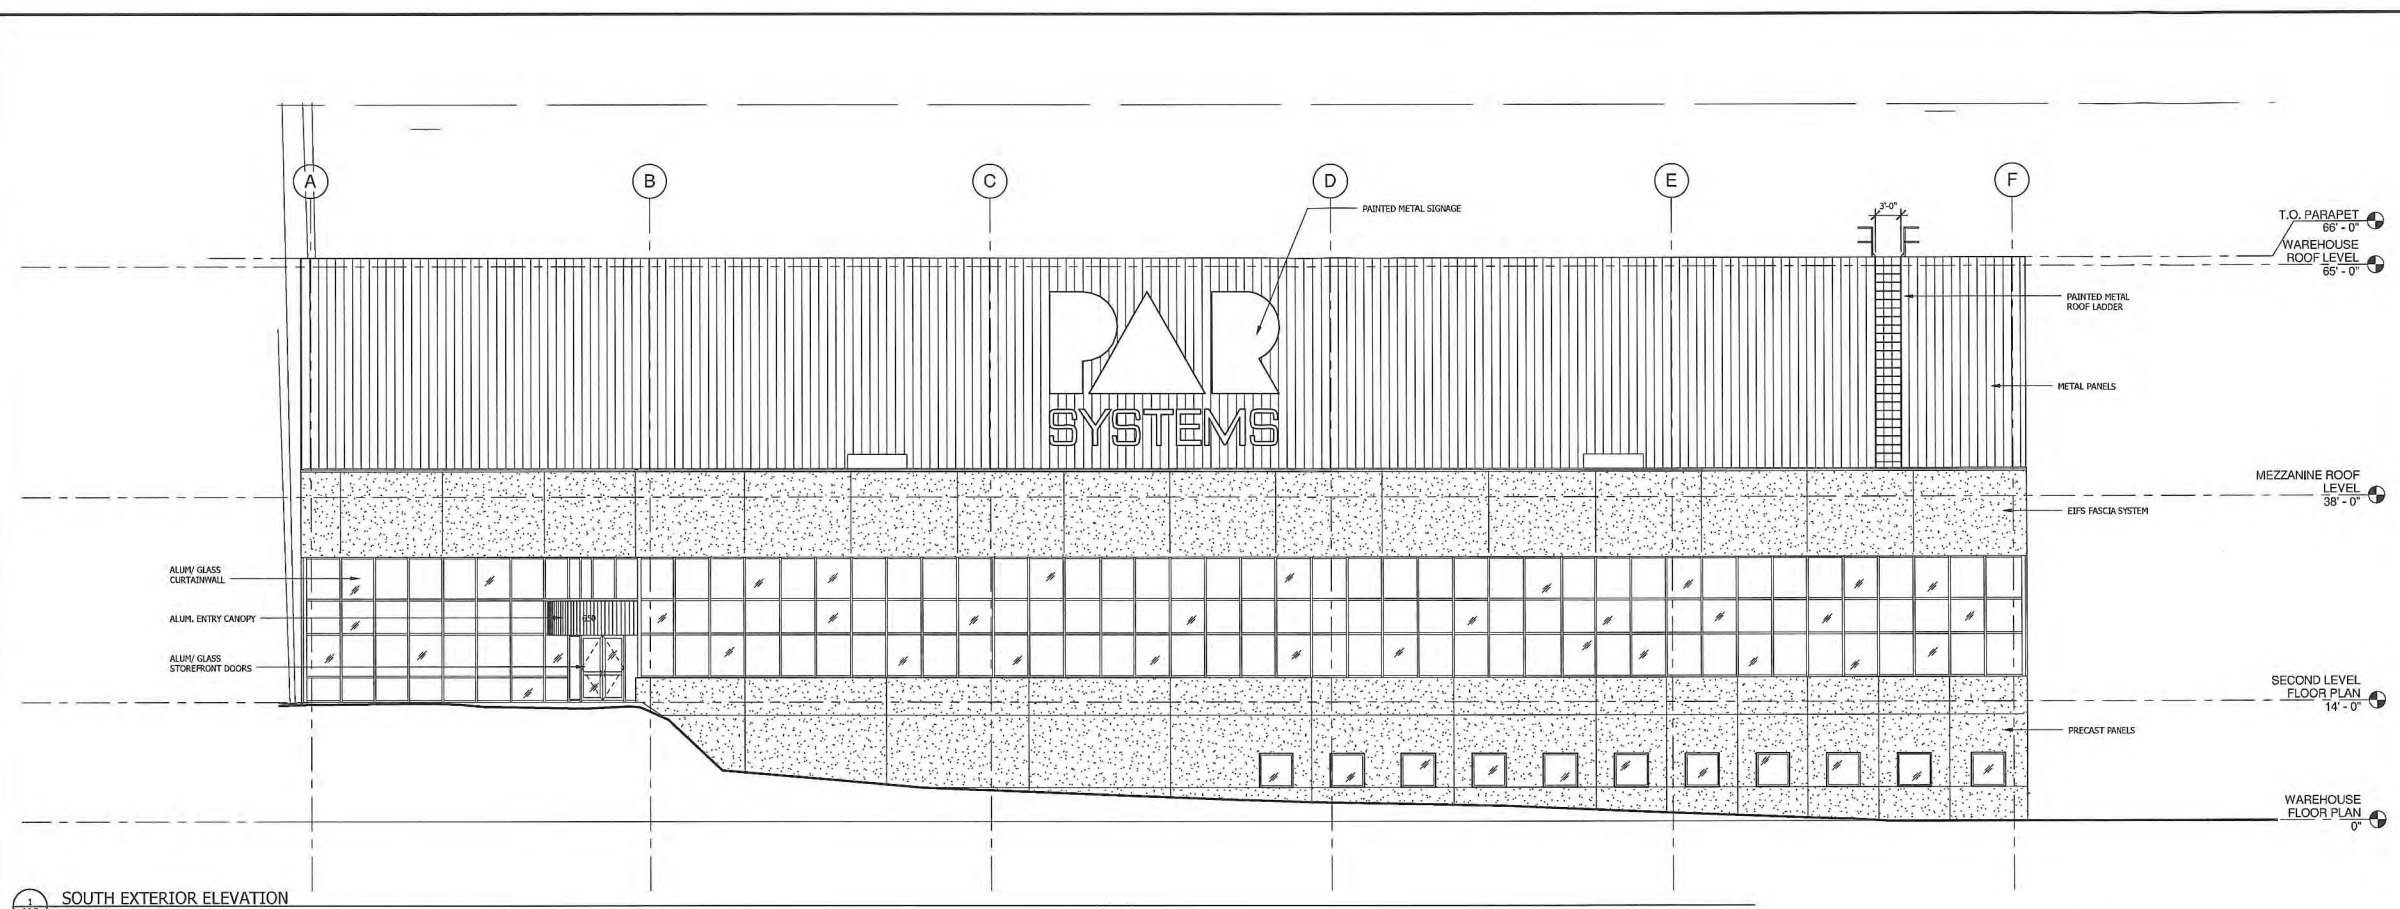 A
B
C
D
E
F
PAINTED METAL SIGNAGE
3'-0"
T.O. PARAPET
66' - 0"
WAREHOUSE
ROOF LEVEL
65' - 0"
PAINTED METAL
ROOF LADDER
PAR
SYSTEMS
METAL PANELS
MEZZANINE ROOF
LEVEL
38' - 0"
EIFS FASCIA SYSTEM
ALUM/ GLASS
CURTAINWALL
ALUM. ENTRY CANOPY
650
ALUM/ GLASS
STOREFRONT DOORS
SECOND LEVEL
FLOOR PLAN
14' - 0"
PRECAST PANELS
WAREHOUSE
FLOOR PLAN
0"
1
SOUTH EXTERIOR ELEVATION